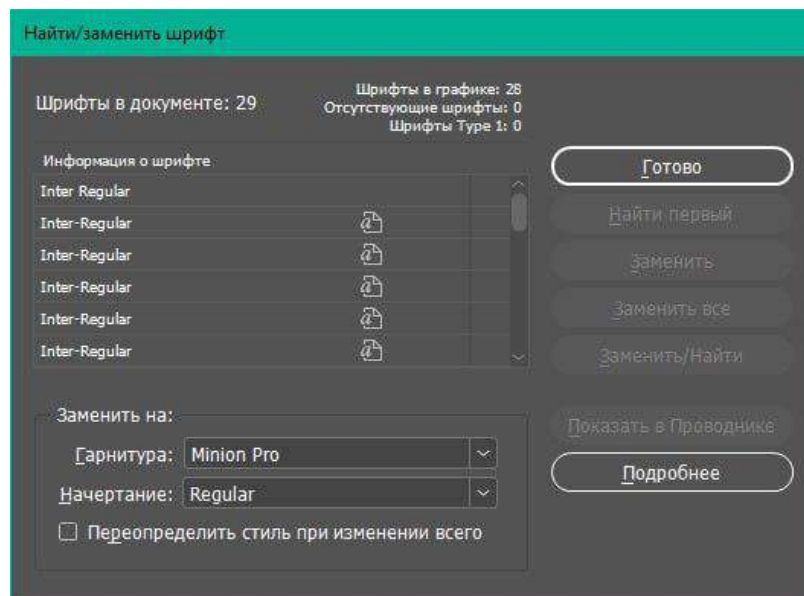 Найти/заменить шрифт
Шрифты в документе: 29
Шрифты в графике: 28
Отсутствующие шрифты: 0
Шрифты Type 1: 0
Информация о шрифте
Inter Regular
Inter-Regular
Inter-Regular
Inter-Regular
Inter-Regular
Inter-Regular
Готово
Найти первый
Заменить
Заменить все
Заменить/Найти
Показать в Проводнике
Подробнее
Заменить на:
Гарнитура: Minion Pro
Начертание: Regular
Переопределить стиль при изменении всего